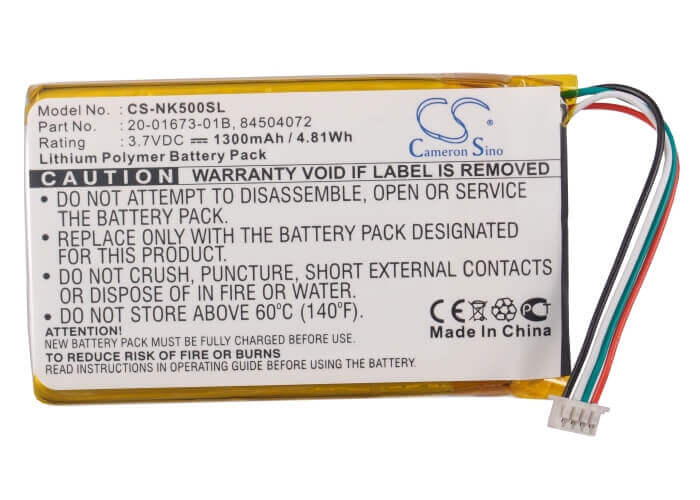 Model No. : CS-NK500SL
Part No. : 20-01673-01B, 84504072
Rating : 3.7VDC ⎓ 1300mAh / 4.81Wh
Lithium Polymer Battery Pack
CS
Cameron Sino
CAUTION WARRANTY VOID IF LABEL IS REMOVED
• DO NOT ATTEMPT TO DISASSEMBLE, OPEN OR SERVICE
THE BATTERY PACK.
• REPLACE ONLY WITH THE BATTERY PACK DESIGNATED
FOR THIS PRODUCT.
• DO NOT CRUSH, PUNCTURE, SHORT EXTERNAL CONTACTS
OR DISPOSE OF IN FIRE OR WATER.
• DO NOT STORE ABOVE 60°C (140°F).
ATTENTION
NEW BATTERY PACK MUST BE FULLY CHARGED BEFORE USE.
TO REDUCE RISK OF FIRE OR BURNS
READ INSTRUCTIONS IN PRODUCT MANUAL BEFORE USE.
CE PC
Made In China